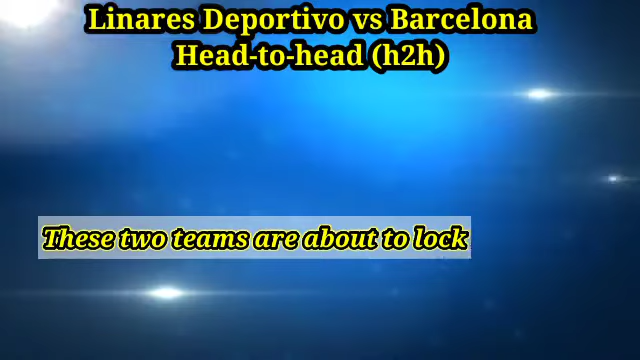 Linares Deportivo vs Barcelona
Head-to-head (h2h)
These two teams are about to lock